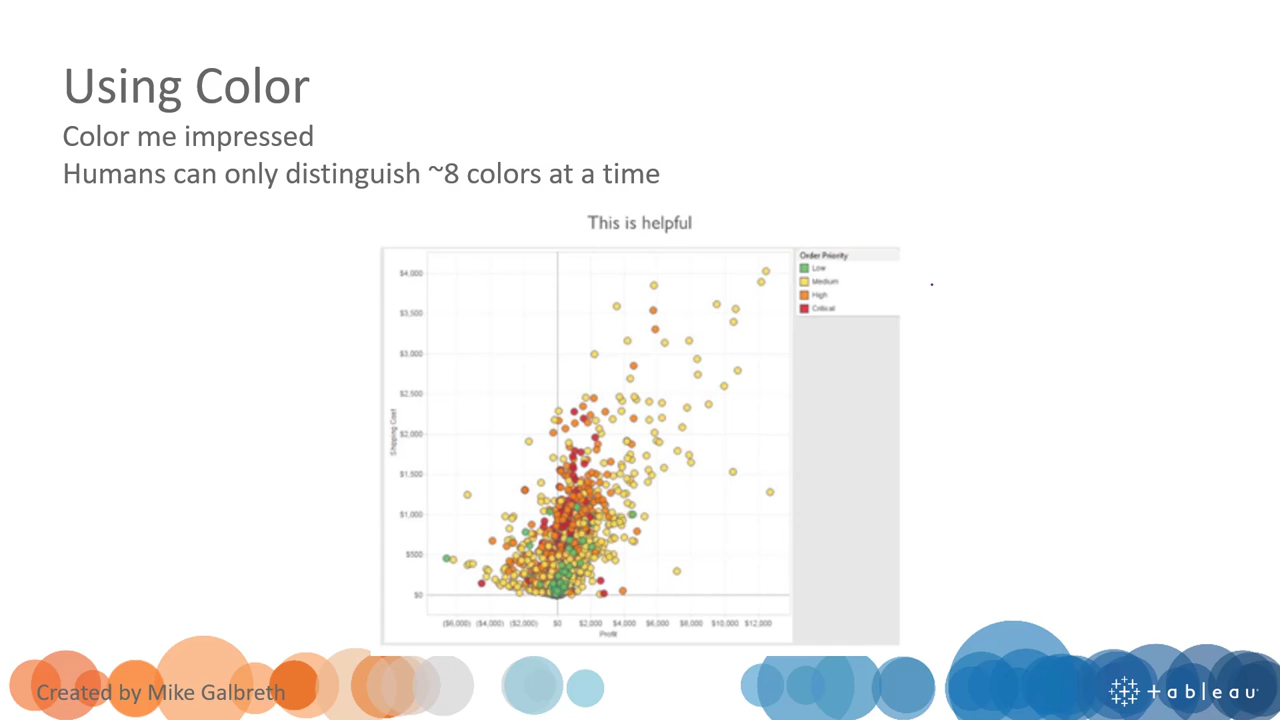 Using Color
Color me impressed
Humans can only distinguish ~8 colors at a time
This is helpful
Order Priority
Low
Medium
High
Critical
$4,000
$3,500
$3,000
$2,500
$2,000
$1,500
$1,000
$500
$0
Shipping Cost
($6,000) ($4,000) ($2,000) $0 $2,000 $4,000 $6,000 $8,000 $10,000 $12,000
Profit
Created by Mike Galbreth
+ableau